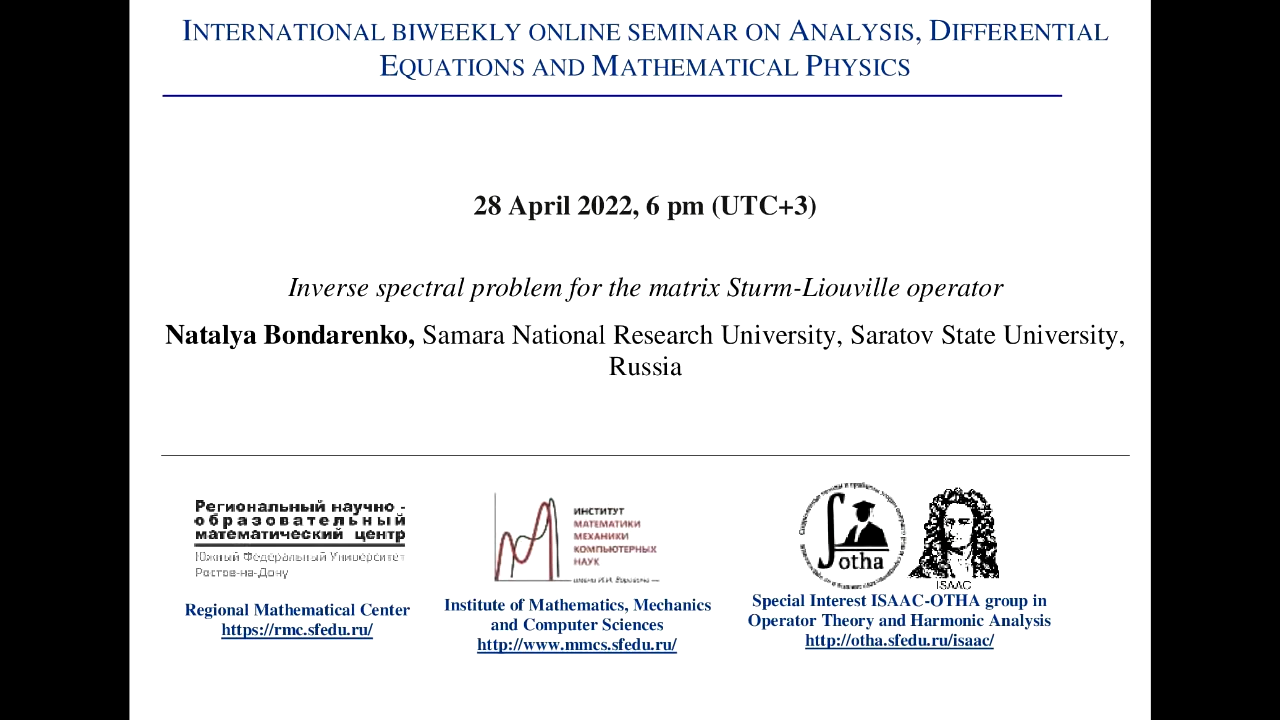 INTERNATIONAL BIWEEKLY ONLINE SEMINAR ON ANALYSIS, DIFFERENTIAL
EQUATIONS AND MATHEMATICAL PHYSICS
28 April 2022, 6 pm (UTC+3)
Inverse spectral problem for the matrix Sturm-Liouville operator
Natalya Bondarenko, Samara National Research University, Saratov State University,
Russia
Региональный научно -
образовательный
математический центр
Южный Федеральный Университет
Ростов-на-Дону
Regional Mathematical Center
https://rmc.sfedu.ru/
ИНСТИТУТ
МАТЕМАТИКИ
МЕХАНИКИ
КОМПЬЮТЕРНЫХ
НАУК
имени И.И. Воровича
Institute of Mathematics, Mechanics
and Computer Sciences
http://www.mmcs.sfedu.ru/
otha
ISAAC
Special Interest ISAAC-OTHA group in
Operator Theory and Harmonic Analysis
http://otha.sfedu.ru/isaac/